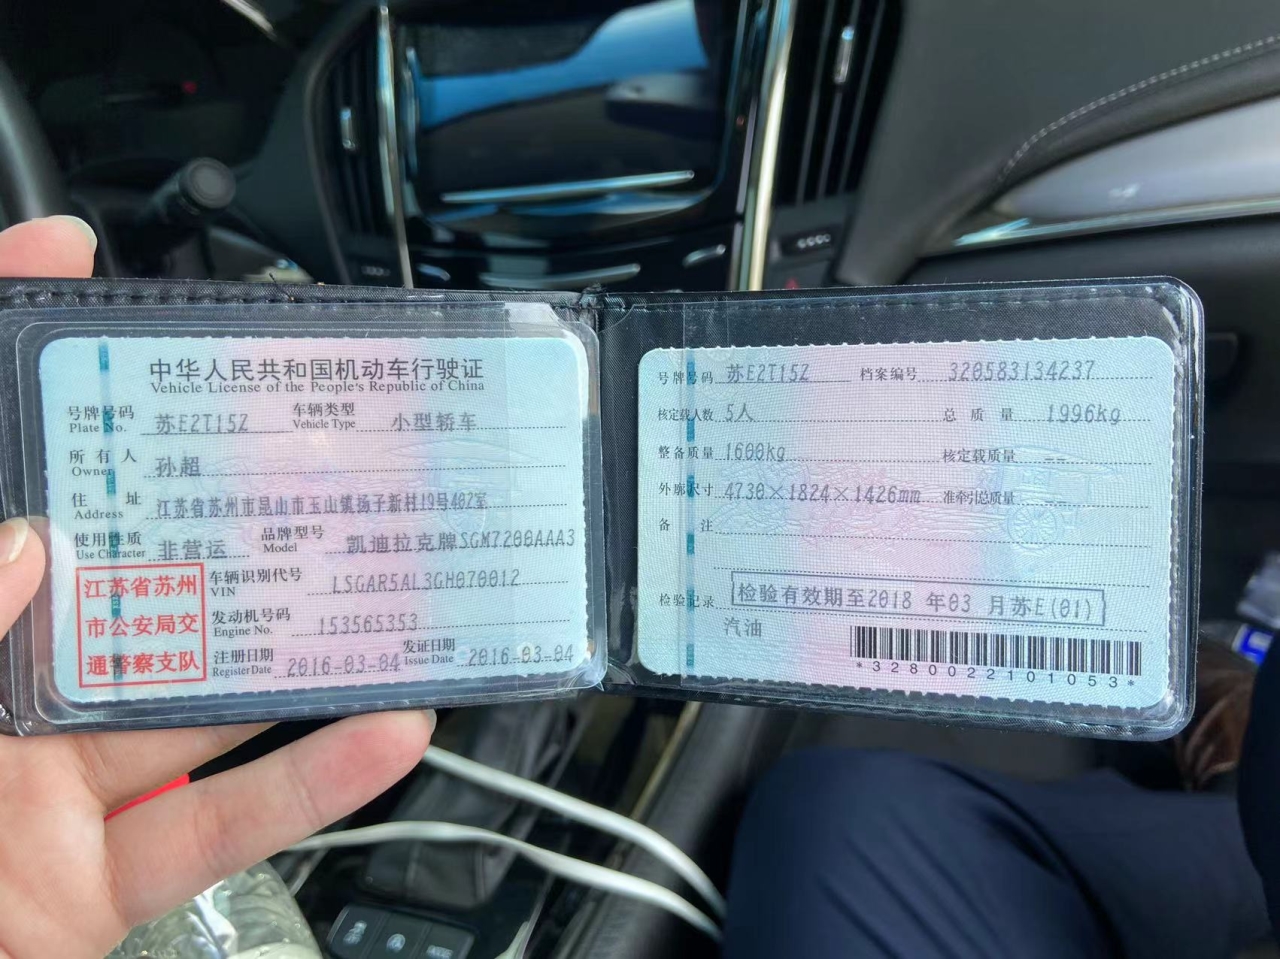 中华人民共和国机动车行驶证
Vehicle License of the People's Republic of China
号牌号码 Plate No. 苏E2T15Z 车辆类型 Vehicle Type 小型轿车
所有人 Owner 孙超
住址 Address 江苏省苏州市昆山市玉山镇扬子新村19号402室
使用性质 Use Character 非营运 品牌型号 Model 凯迪拉克牌SGM7200AAA3
江苏省苏州
市公安局交
通警察支队
车辆识别代号 VIN LSGAR5AL3GH070012
发动机号码 Engine No. 153565353
注册日期 Register Date 2016-03-04 发证日期 Issue Date 2016-03-04
号牌号码 苏E2T15Z 档案编号 320583134237
核定载人数 5人 总质量 1996kg
整备质量 1600kg 核定载质量 --
外廓尺寸 4730×1824×1426mm 准牵引总质量 --
备注
检验记录 检验有效期至2018 年03 月苏E(01)
汽油
*3280022101053*